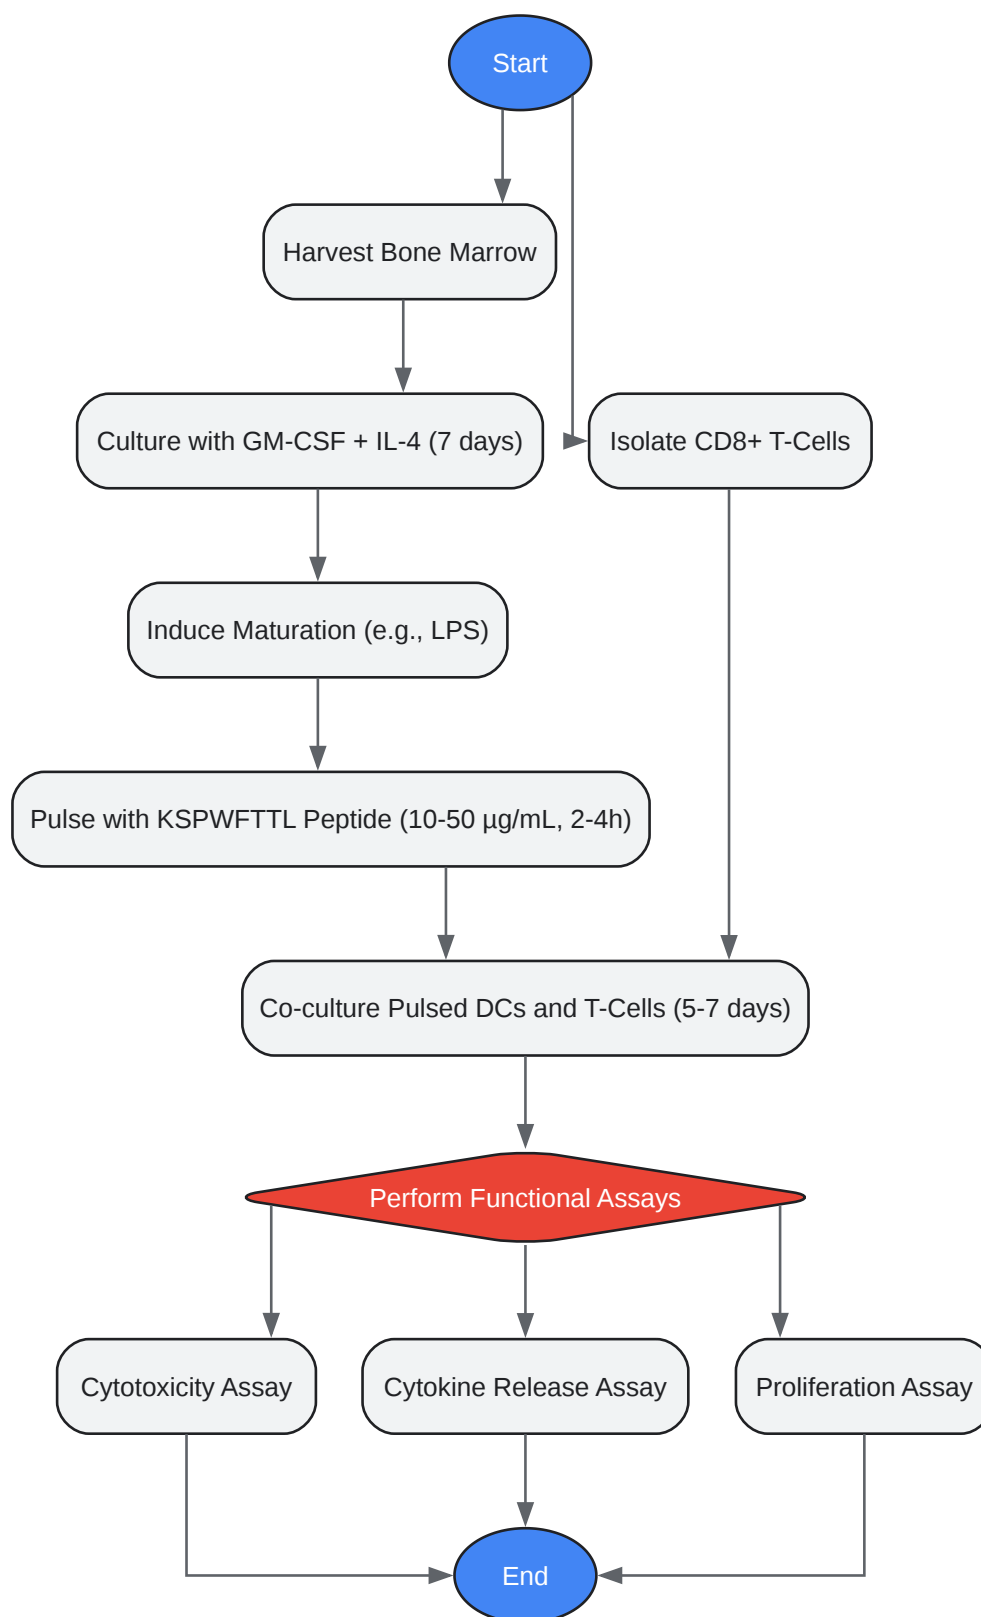 Start
Harvest Bone Marrow
Culture with GM-CSF + IL-4 (7 days)
Isolate CD8+ T-Cells
Induce Maturation (e.g., LPS)
Pulse with KSPWFTTL Peptide (10-50 µg/mL, 2-4h)
Co-culture Pulsed DCs and T-Cells (5-7 days)
Perform Functional Assays
Cytotoxicity Assay
Cytokine Release Assay
Proliferation Assay
End